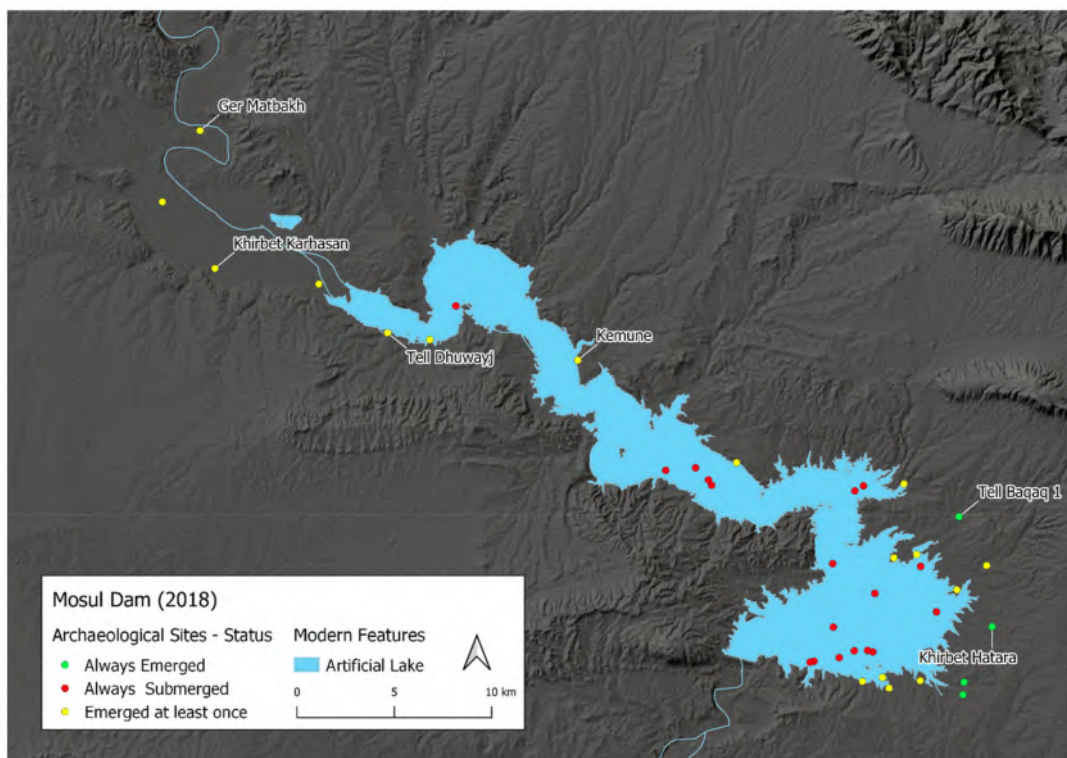 Ger Matbakh
Khirbet Karhasan
Kemune
Tell Dhuwayj
Tell Baqaq 1
Khirbet Hatara
Mosul Dam (2018)
Archaeological Sites - Status
Always Emerged
Always Submerged
Emerged at least once
Modern Features
Artificial Lake
0 5 10 km